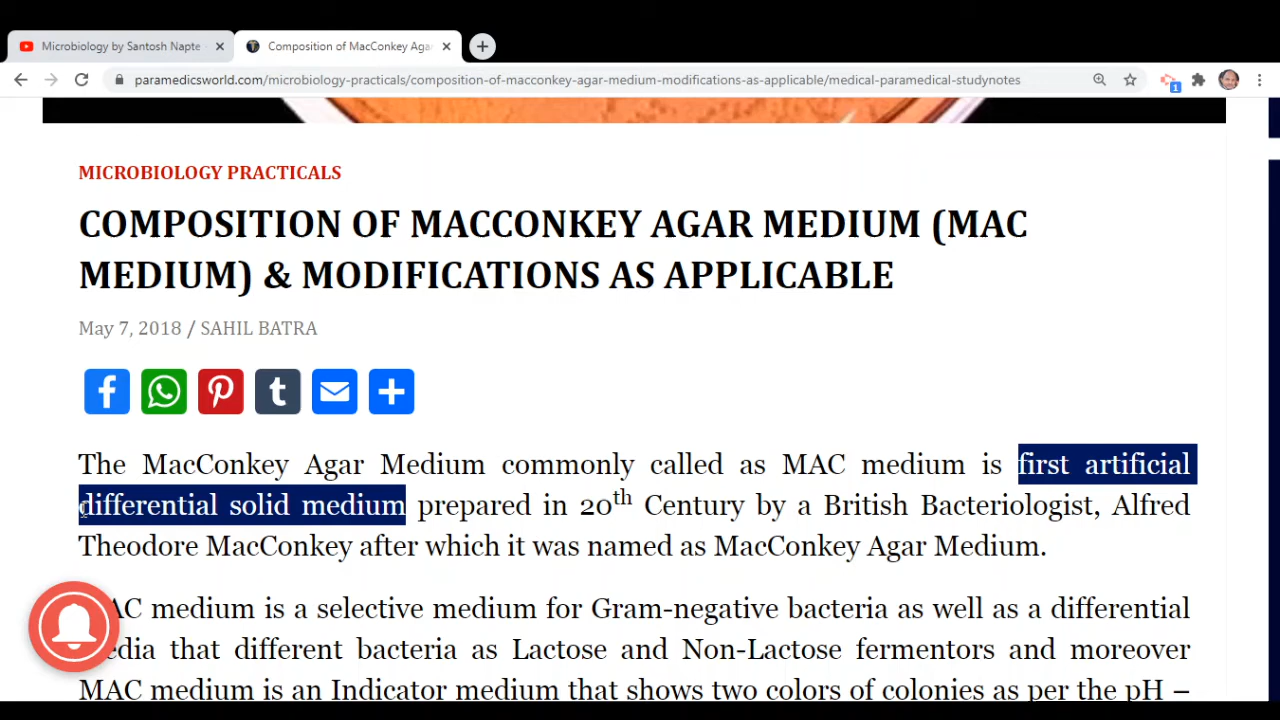 Microbiology by Santosh Napte
Composition of MacConkey Aga
paramedicsworld.com/microbiology-practicals/composition-of-macconkey-agar-medium-modifications-as-applicable/medical-paramedical-studynotes
1
MICROBIOLOGY PRACTICALS
COMPOSITION OF MACCONKEY AGAR MEDIUM (MAC
MEDIUM) & MODIFICATIONS AS APPLICABLE
May 7, 2018 / SAHIL BATRA
The MacConkey Agar Medium commonly called as MAC medium is first artificial
differential solid medium prepared in 20th Century by a British Bacteriologist, Alfred
Theodore MacConkey after which it was named as MacConkey Agar Medium.
AC medium is a selective medium for Gram-negative bacteria as well as a differential
edia that different bacteria as Lactose and Non-Lactose fermentors and moreover
MAC medium is an Indicator medium that shows two colors of colonies as per the pH –